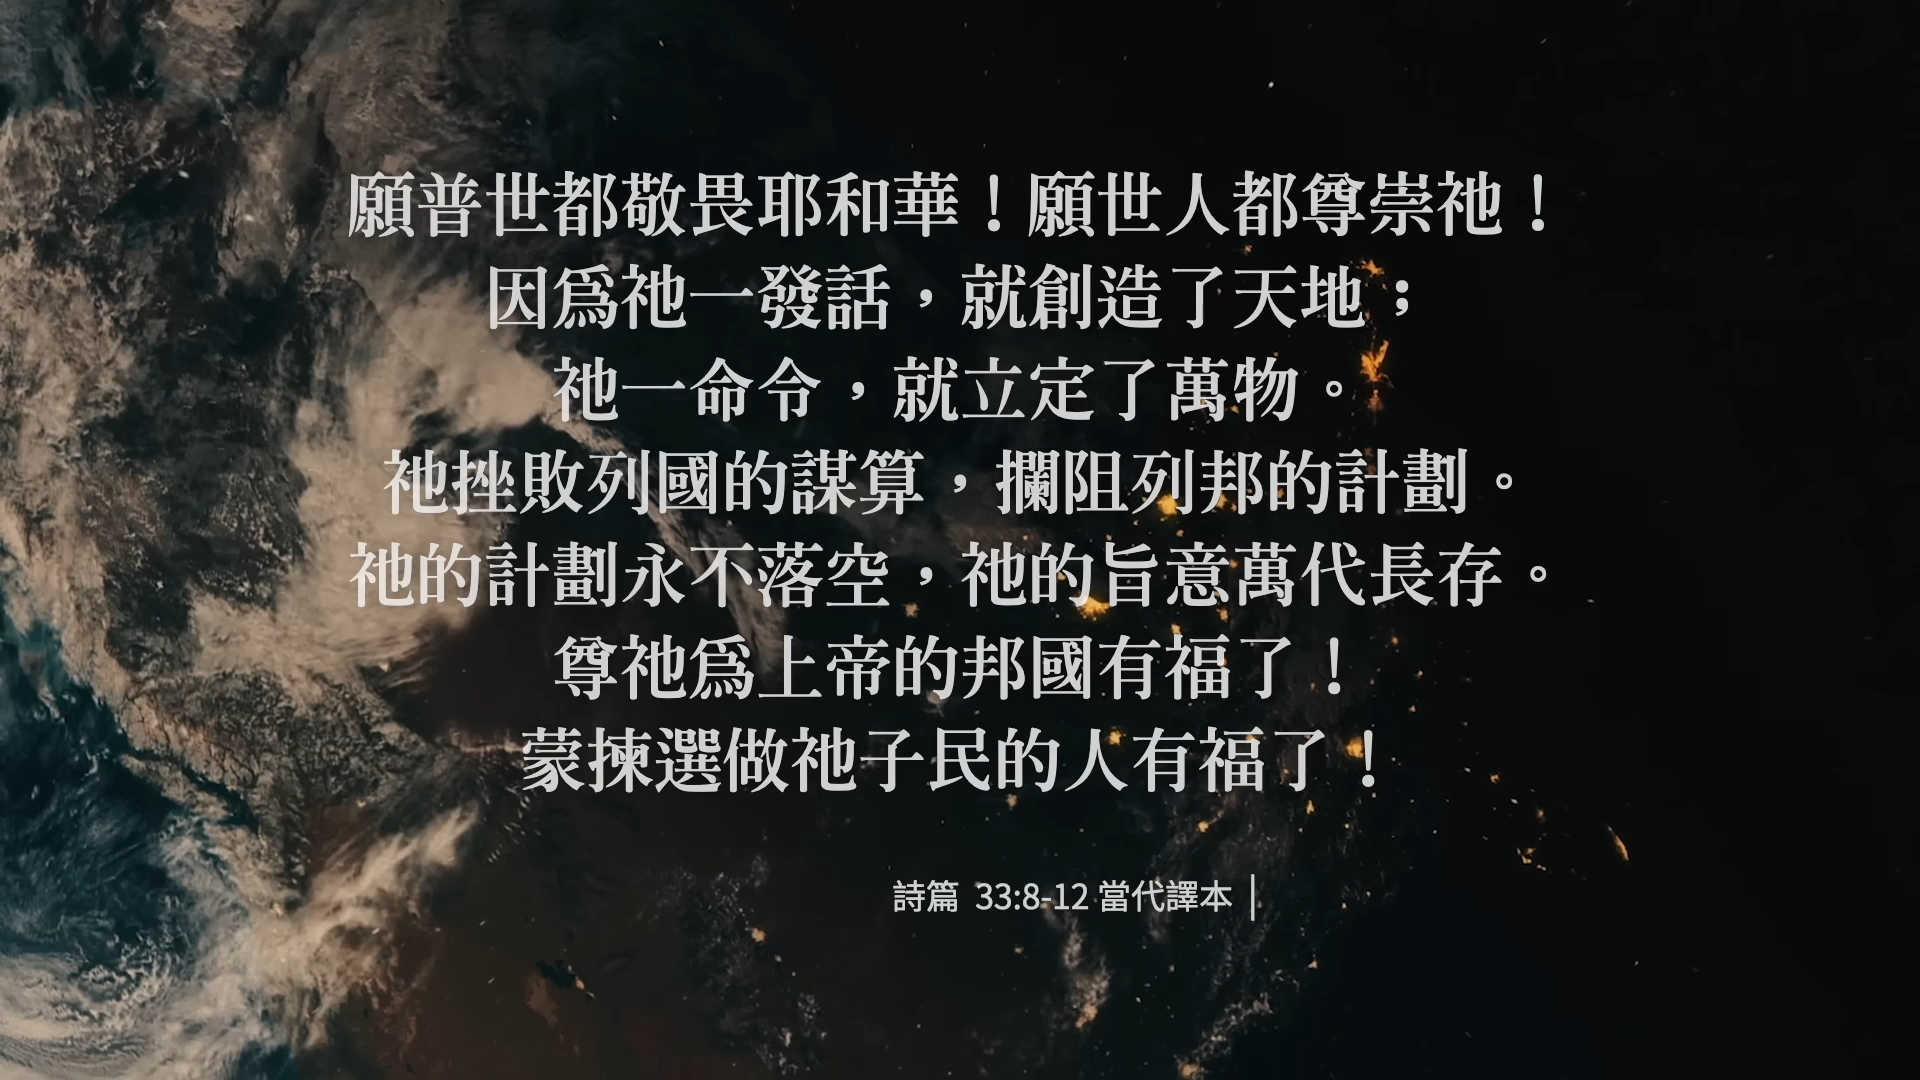 願普世都敬畏耶和華！願世人都尊崇祂！
因爲祂一發話，就創造了天地；
祂一命令，就立定了萬物。
祂挫敗列國的謀算，攔阻列邦的計劃。
祂的計劃永不落空，祂的旨意萬代長存。
尊祂爲上帝的邦國有福了！
蒙揀選做祂子民的人有福了！
詩篇 33:8-12 當代譯本｜